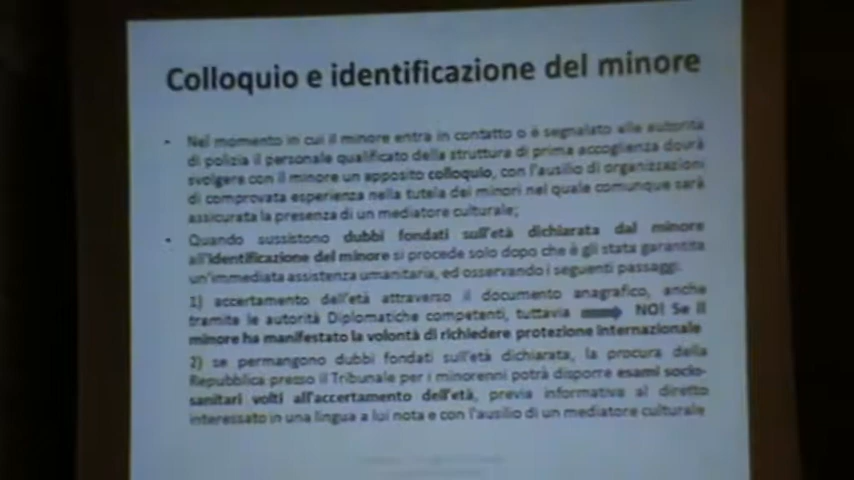 Colloquio e identificazione del minore
• Nel momento in cui il minore entra in contatto o è segnalato alle autorità
di polizia il personale qualificato della struttura di prima accoglienza dovrà
svolgere con il minore un apposito colloquio, con l'ausilio di organizzazioni
di comprovata esperienza nella tutela dei minori nel quale comunque sarà
assicurata la presenza di un mediatore culturale;
• Quando sussistono dubbi fondati sull'età dichiarata dal minore
all'identificazione del minore si procede solo dopo che è gli stata garantita
un'immediata assistenza umanitaria, ed osservando i seguenti passaggi:
1) accertamento dell'età attraverso il documento anagrafico, anche
tramite le autorità Diplomatiche competenti, tuttavia NO! Se il
minore ha manifestato la volontà di richiedere protezione internazionale
2) se permangono dubbi fondati sull'età dichiarata, la procura della
Repubblica presso il Tribunale per i minorenni potrà disporre esami socio-
sanitari volti all'accertamento dell'età, previa informativa al diretto
interessato in una lingua a lui nota e con l'ausilio di un mediatore culturale